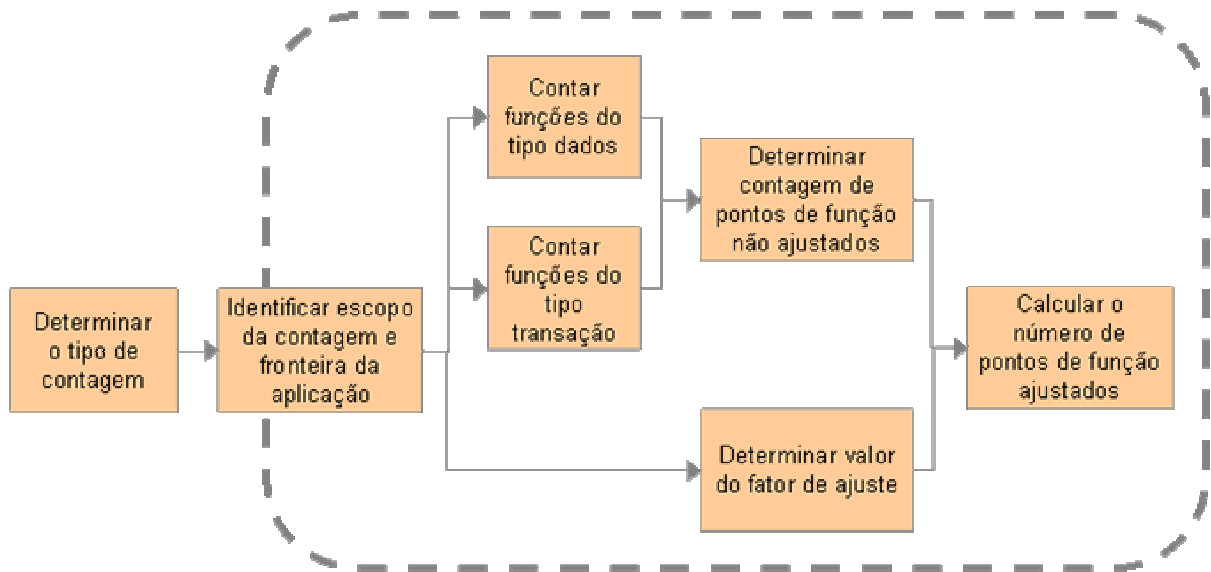 Determinar
o tipo de
contagem
Identificar escopo
da contagem e
fronteira da
aplicação
Contar
funções do
tipo dados
Contar
funções do
tipo
transação
Determinar
contagem de
pontos de função
não ajustados
Determinar valor
do fator de ajuste
Calcular o
número de
pontos de função
ajustados